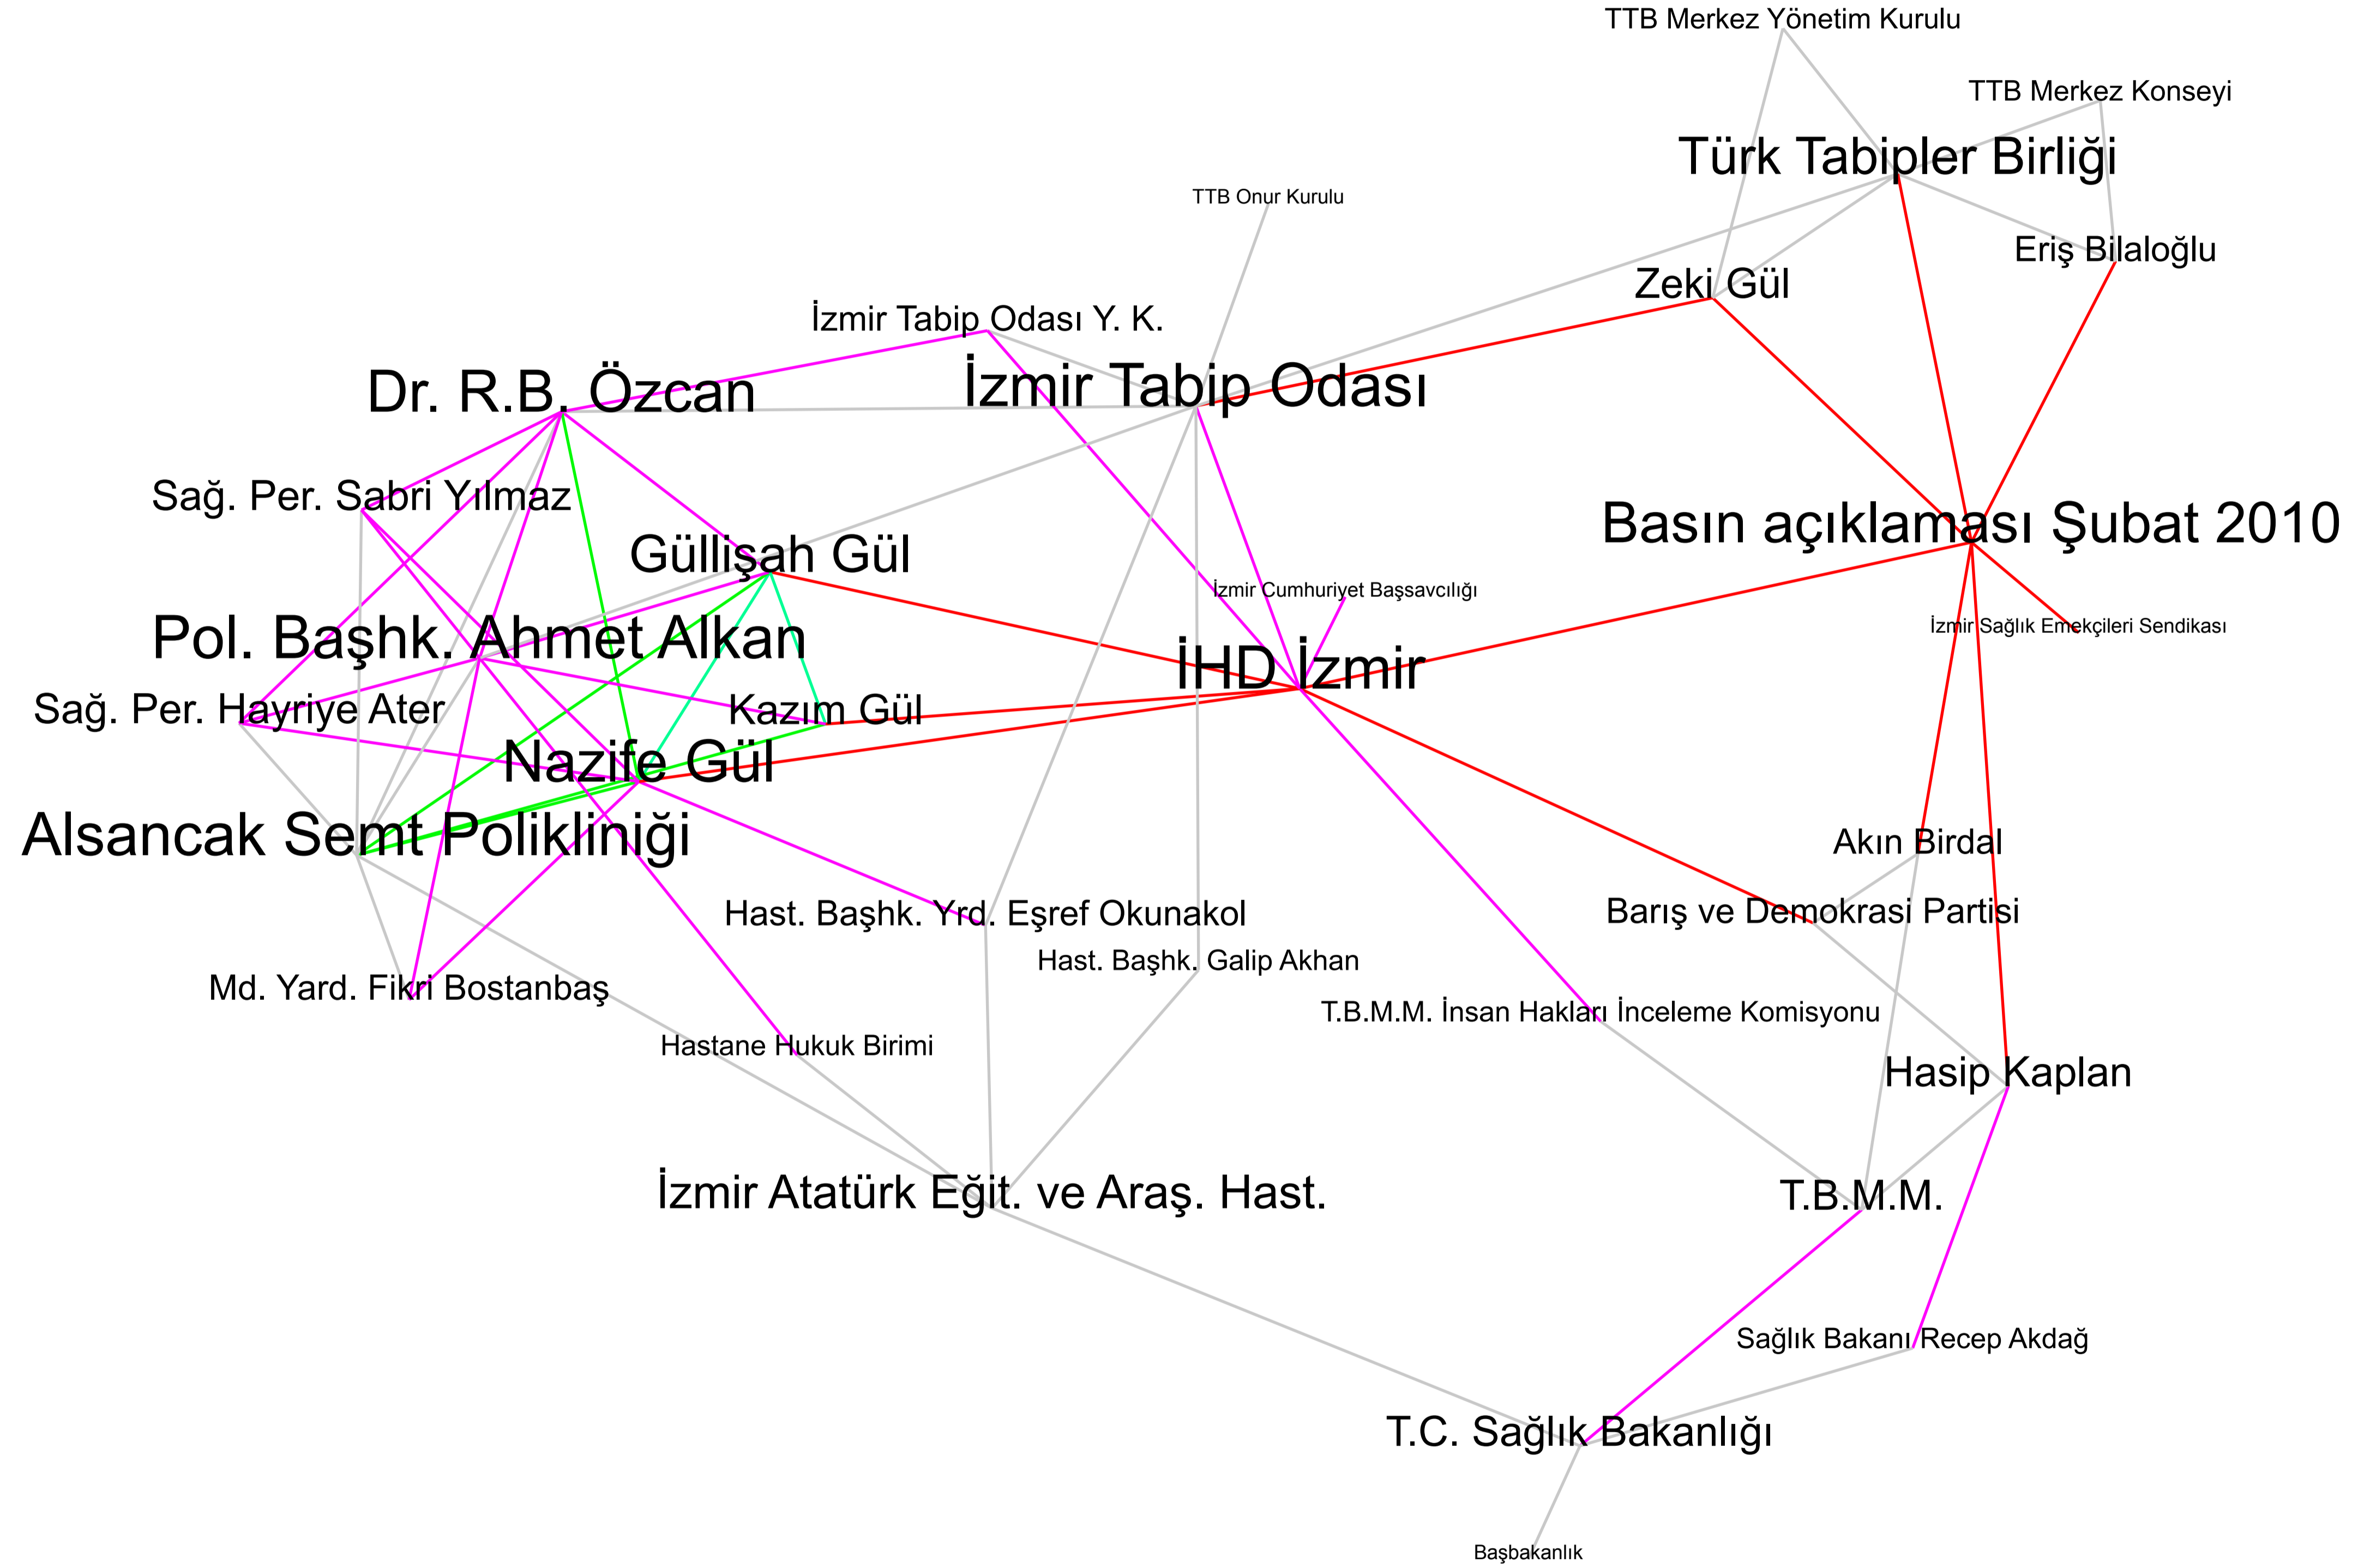 TTB Merkez Yönetim Kurulu
TTB Merkez Konseyi
Türk Tabipler Birliği
TTB Onur Kurulu
Eriş Bilaloğlu
Zeki Gül
İzmir Tabip Odası Y. K.
Dr. R.B. Özcan
İzmir Tabip Odası
Sağ. Per. Sabri Yılmaz
Basın açıklaması Şubat 2010
Güllişah Gül
İzmir Cumhuriyet Başsavcılığı
İzmir Sağlık Emekçileri Sendikası
Pol. Başhk. Ahmet Alkan
İHD İzmir
Sağ. Per. Hayriye Ater
Kazım Gül
Nazife Gül
Alsancak Semt Polikliniği
Akın Birdal
Hast. Başhk. Yrd. Eşref Okunakol
Barış ve Demokrasi Partisi
Hast. Başhk. Galip Akhan
Md. Yard. Fikri Bostanbaş
T.B.M.M. İnsan Hakları İnceleme Komisyonu
Hastane Hukuk Birimi
Hasip Kaplan
İzmir Atatürk Eğit. ve Araş. Hast.
T.B.M.M.
Sağlık Bakanı Recep Akdağ
T.C. Sağlık Bakanlığı
Başbakanlık